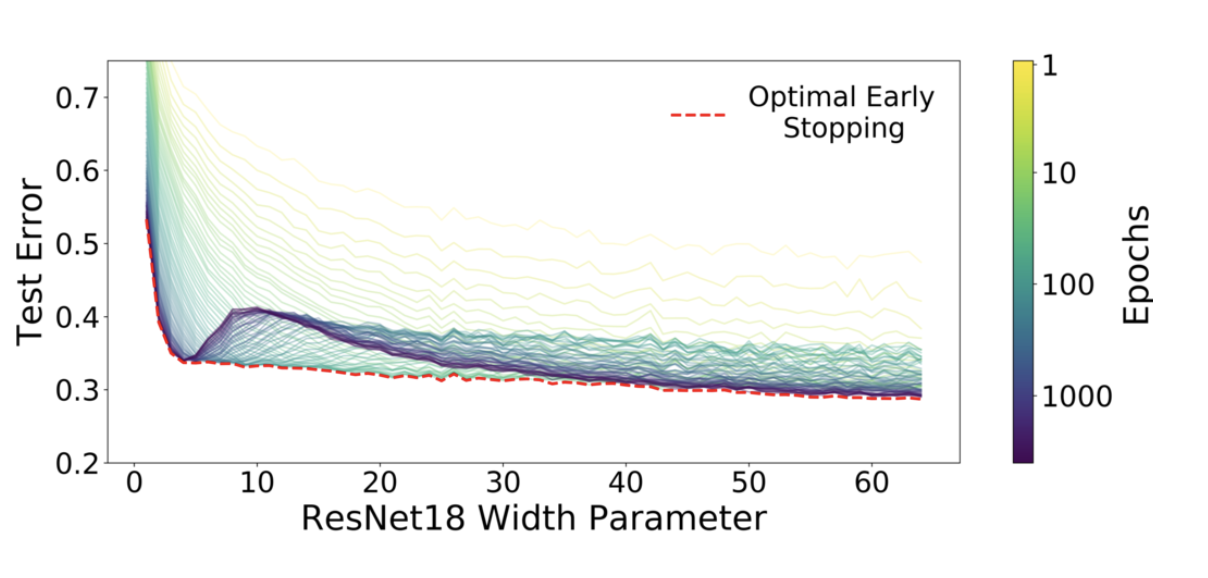 Optimal Early
Stopping
Test Error
0.7
0.6
0.5
0.4
0.3
0.2
0 10 20 30 40 50 60
ResNet18 Width Parameter
1
10
100
1000
Epochs